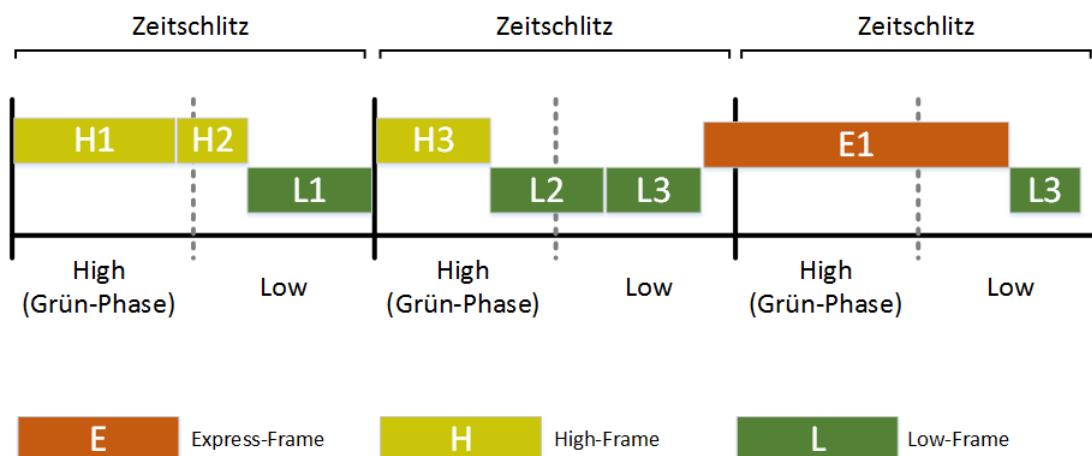 Zeitschlitz Zeitschlitz Zeitschlitz
H1 H2 H3 E1
L1 L2 L3 L3
High Low High Low High Low
(Grün-Phase) (Grün-Phase) (Grün-Phase)
E Express-Frame H High-Frame L Low-Frame